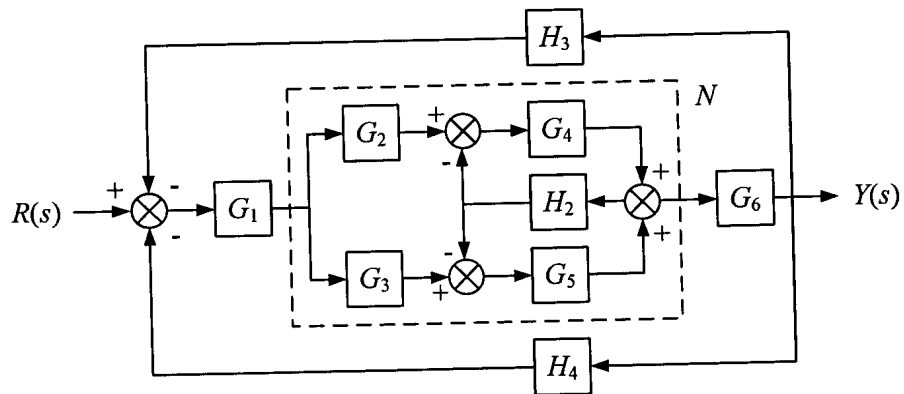 H₃
N
+
G₂
G₄
-
+
+
-
R(s)
G₁
H₂
G₆
Y(s)
-
-
+
G₃
+
G₅
H₄